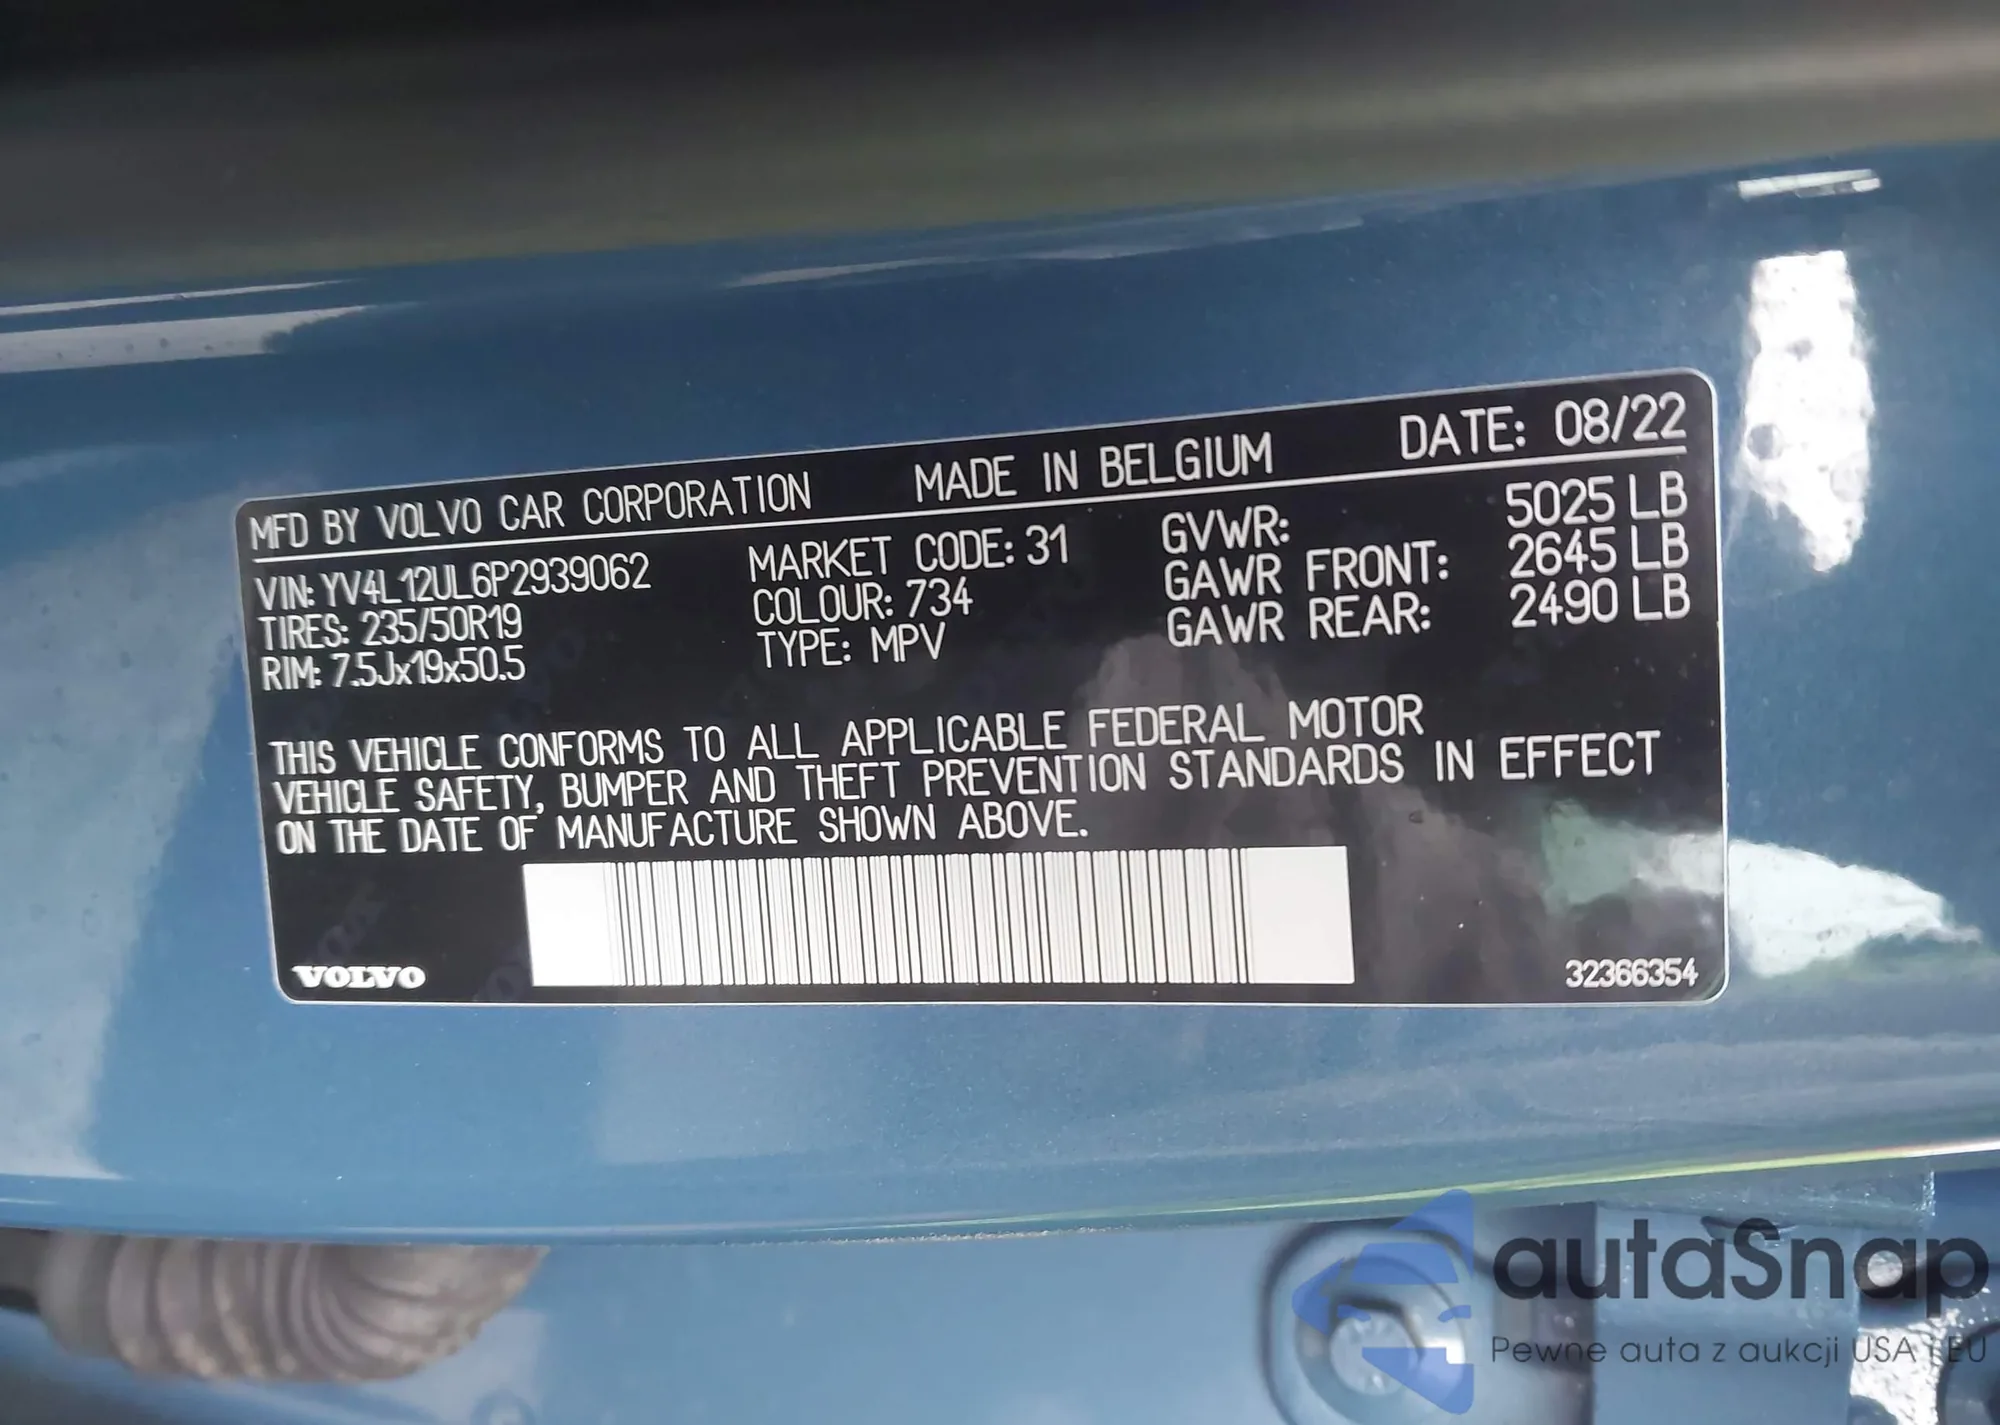 MFD BY VOLVO CAR CORPORATION MADE IN BELGIUM DATE: 08/22
VIN: YV4L12UL6P2939062 MARKET CODE: 31 GVWR: 5025 LB
TIRES: 235/50R19 COLOUR: 734 GAWR FRONT: 2645 LB
RIM: 7.5Jx19x50.5 TYPE: MPV GAWR REAR: 2490 LB
THIS VEHICLE CONFORMS TO ALL APPLICABLE FEDERAL MOTOR
VEHICLE SAFETY, BUMPER AND THEFT PREVENTION STANDARDS IN EFFECT
ON THE DATE OF MANUFACTURE SHOWN ABOVE.
VOLVO 32366354
autaSnap
Pewne auta z aukcji USA i EU